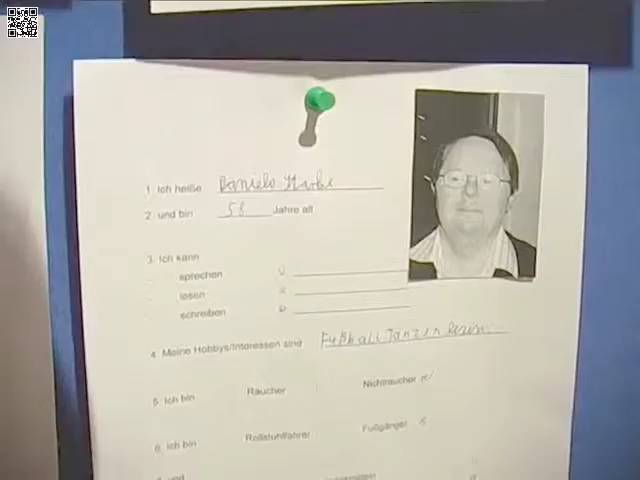 1. Ich heiße Daniela
2. und bin 58 Jahre alt
3. Ich kann
sprechen
lesen
schreiben
4. Meine Hobbys/Interessen sind Fußball Tanzen lesen
5. Ich bin Raucher Nichtraucher x
6. Ich bin Rollstuhlfahrer Fußgänger x
und